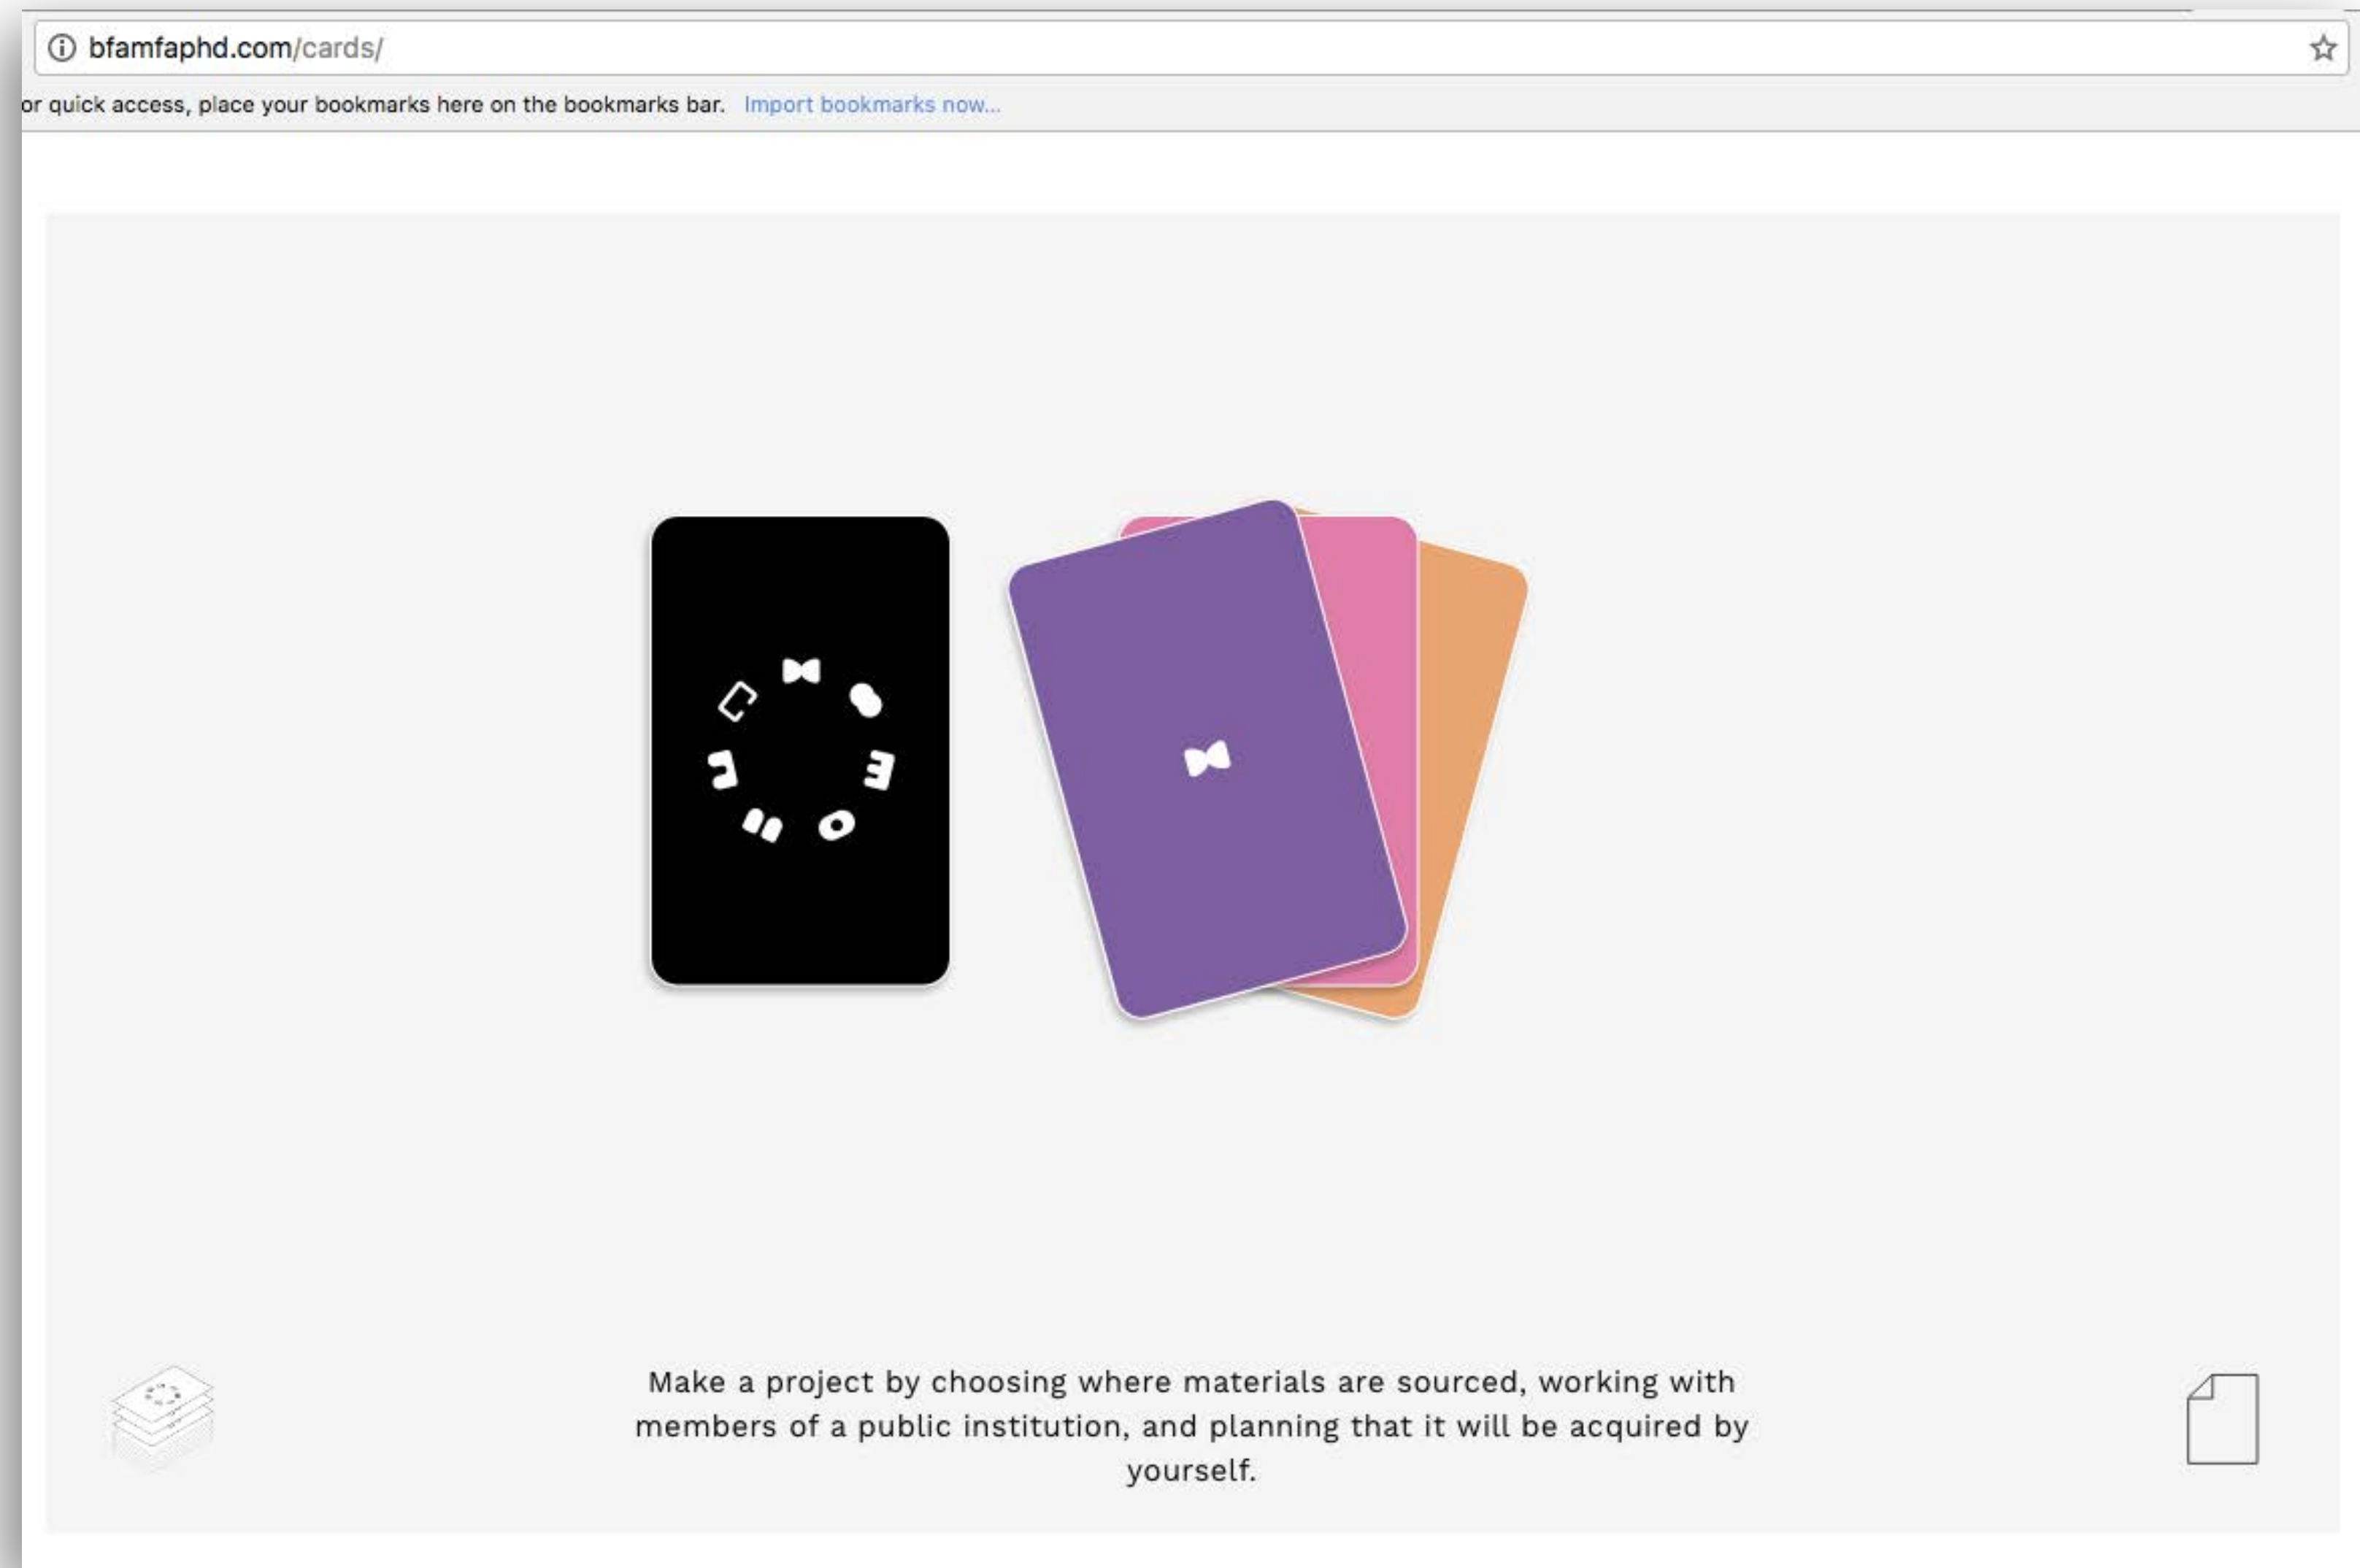 bfamfaphd.com/cards/
or quick access, place your bookmarks here on the bookmarks bar. Import bookmarks now...
Make a project by choosing where materials are sourced, working with
members of a public institution, and planning that it will be acquired by
yourself.